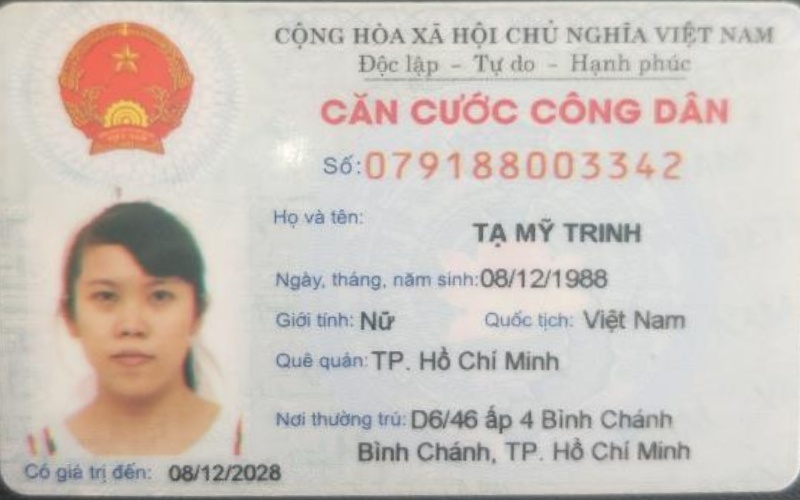 CỘNG HÒA XÃ HỘI CHỦ NGHĨA VIỆT NAM
Độc lập - Tự do - Hạnh phúc
CĂN CƯỚC CÔNG DÂN
Số: 079188003342
Họ và tên:
TẠ MỸ TRINH
Ngày, tháng, năm sinh: 08/12/1988
Giới tính: Nữ Quốc tịch: Việt Nam
Quê quán: TP. Hồ Chí Minh
Nơi thường trú: D6/46 ấp 4 Bình Chánh
Bình Chánh, TP. Hồ Chí Minh
Có giá trị đến: 08/12/2028